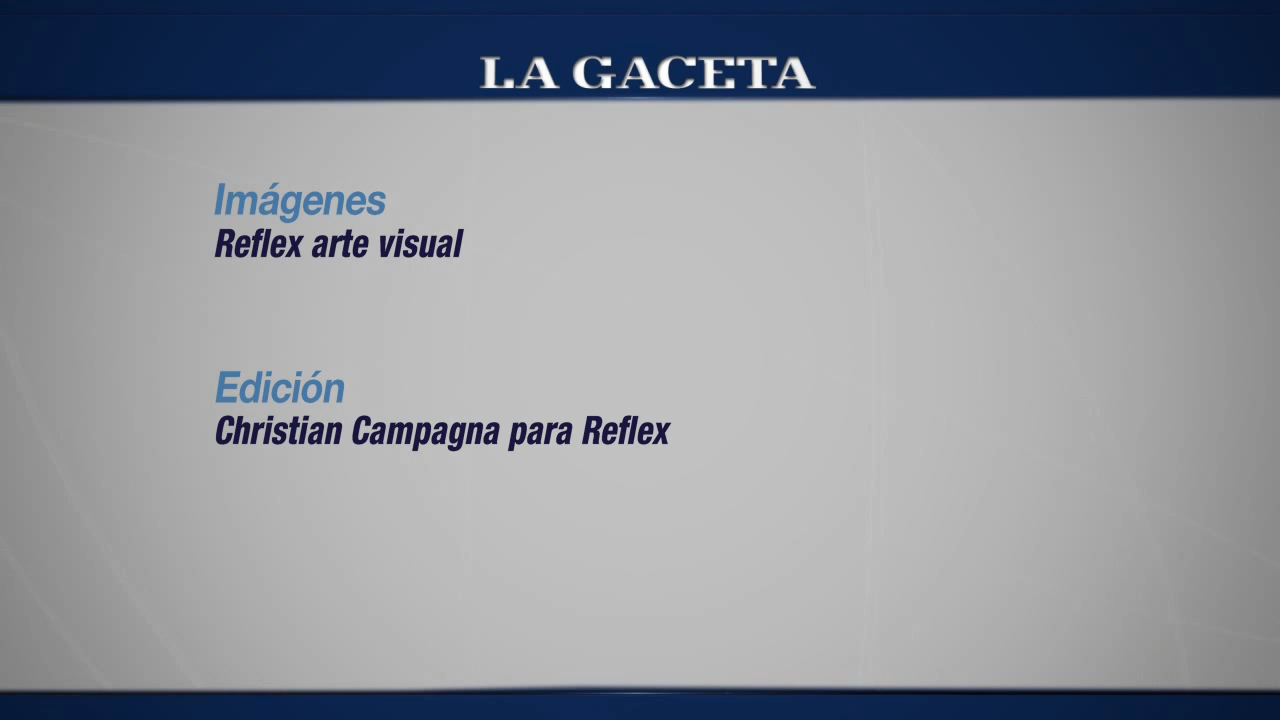 LA GACETA
Imágenes
Reflex arte visual
Edición
Christian Campagna para Reflex